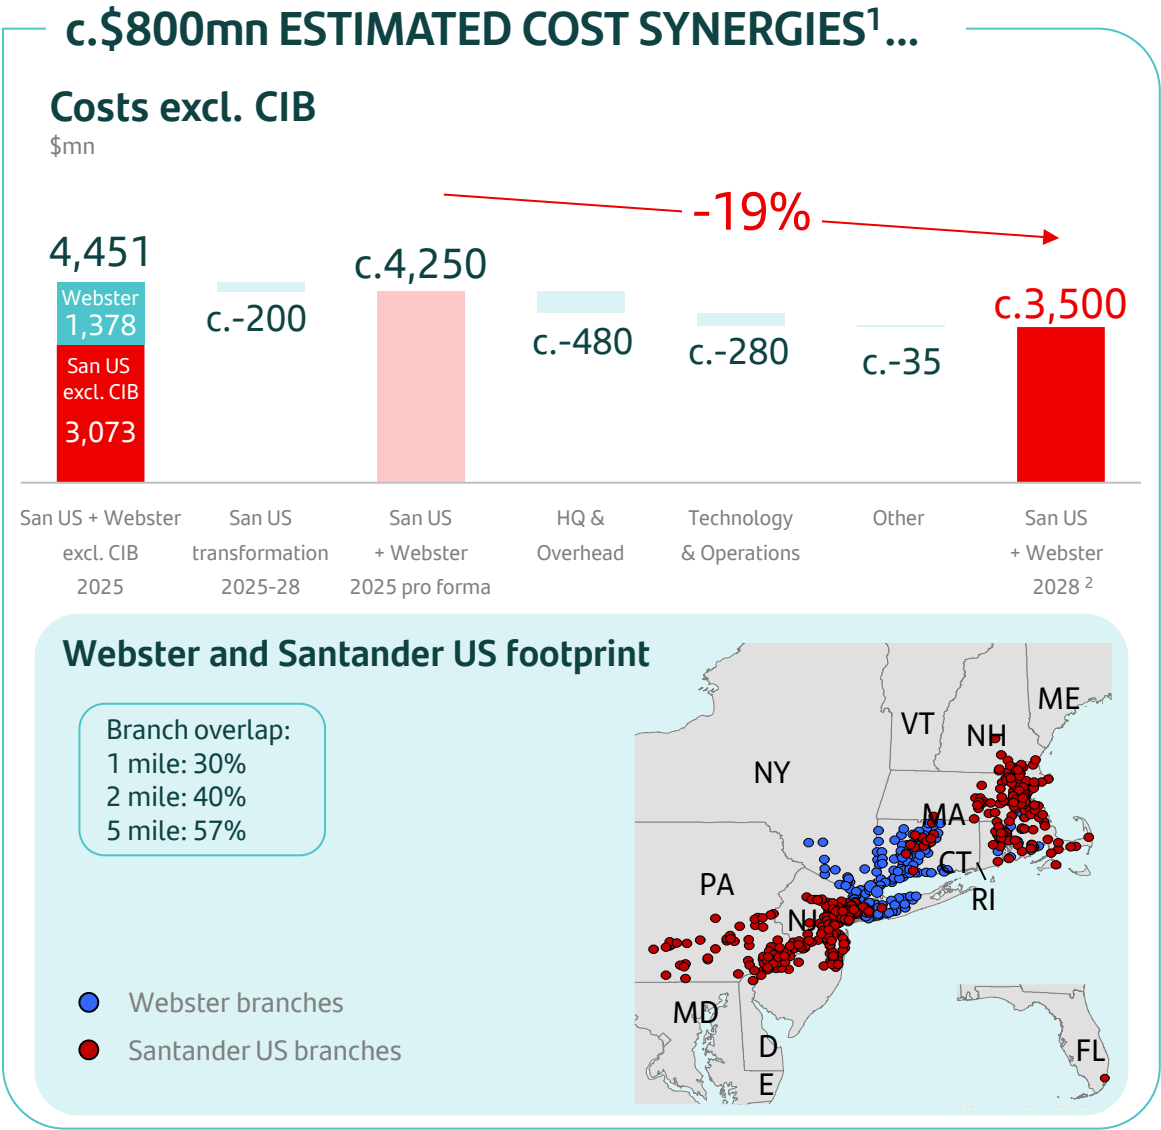 c.$800mn ESTIMATED COST SYNERGIES¹...
Costs excl. CIB
$mn
-19%
4,451
Webster
1,378
San US
excl. CIB
3,073
c.-200
c.4,250
c.-480
c.-280
c.-35
c.3,500
San US + Webster
excl. CIB
2025
San US
transformation
2025-28
San US
+ Webster
2025 pro forma
HQ &
Overhead
Technology
& Operations
Other
San US
+ Webster
2028 ²
Webster and Santander US footprint
Branch overlap:
1 mile: 30%
2 mile: 40%
5 mile: 57%
Webster branches
Santander US branches
ME
VT
NH
NY
MA
CT
RI
PA
NJ
MD
D
E
FL